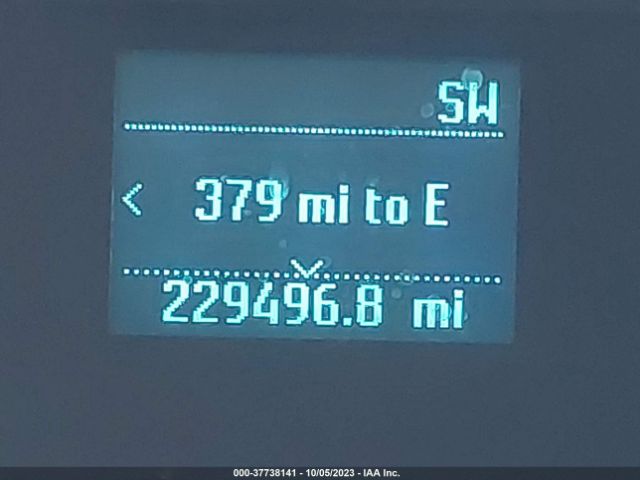 SW
< 379 mi to E
229496.8 mi
000-37738141 - 10/05/2023 - IAA Inc.